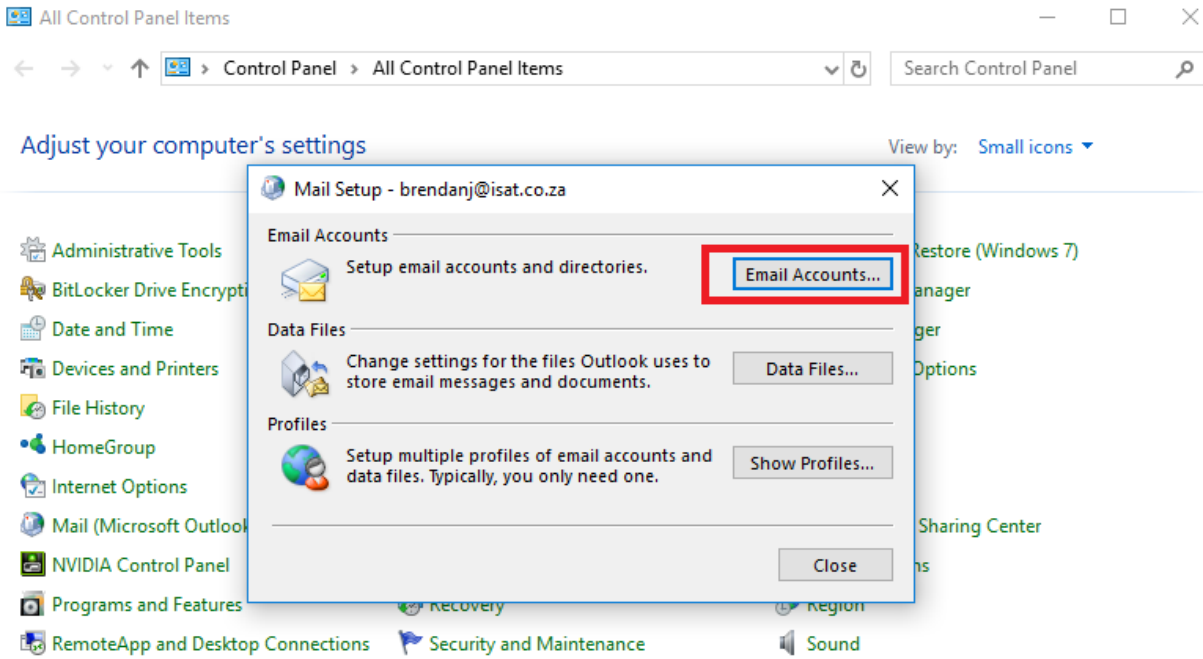 All Control Panel Items
Control Panel > All Control Panel Items
Search Control Panel
Adjust your computer's settings
View by: Small icons
Mail Setup - brendanj@isat.co.za
Email Accounts
Setup email accounts and directories.
Email Accounts...
Data Files
Change settings for the files Outlook uses to
store email messages and documents.
Data Files...
Profiles
Setup multiple profiles of email accounts and
data files. Typically, you only need one.
Show Profiles...
Close
Administrative Tools
BitLocker Drive Encrypti
Date and Time
Devices and Printers
File History
HomeGroup
Internet Options
Mail (Microsoft Outlook
NVIDIA Control Panel
Programs and Features
RemoteApp and Desktop Connections
Recovery
Security and Maintenance
Restore (Windows 7)
anager
ger
Options
Sharing Center
ns
Region
Sound